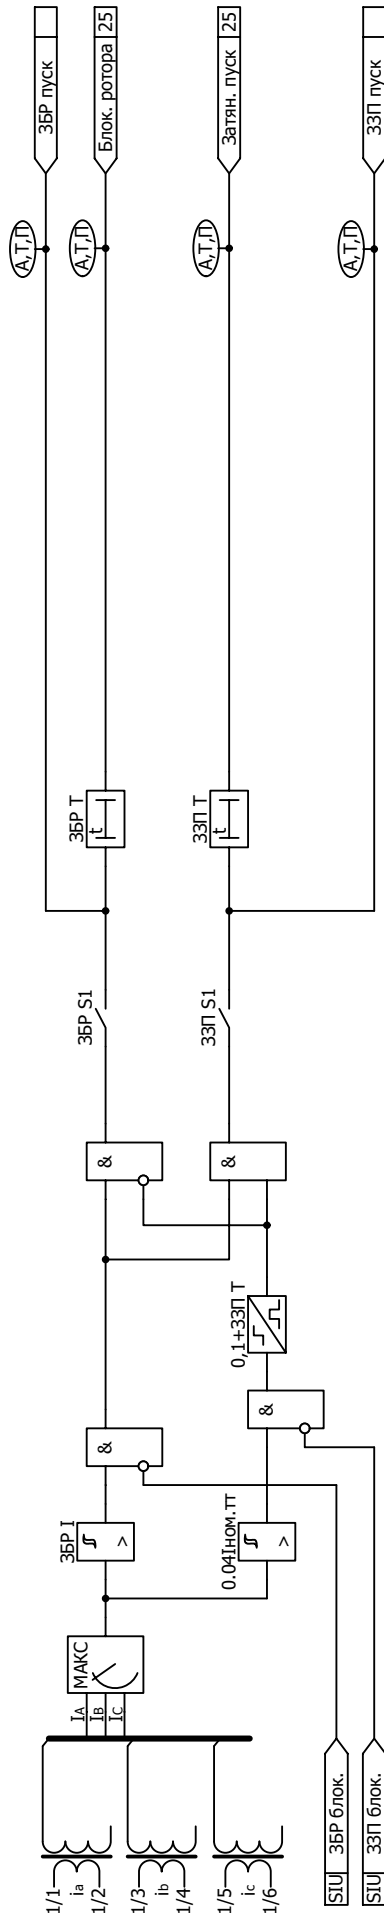 1/1
ia
1/2
1/3
ib
1/4
1/5
ic
1/6
IA
IB
IC
МАКС
ЗБР I
>
0.04Iном.тт
>
SIU ЗБР блок.
SIU ЗЗП блок.
&
&
0,1+ЗЗП Т
&
&
ЗБР S1
ЗЗП S1
ЗБР Т
t
ЗЗП Т
t
А,Т,П
А,Т,П
А,Т,П
А,Т,П
ЗБР пуск
Блок. ротора 25
Затян. пуск 25
ЗЗП пуск